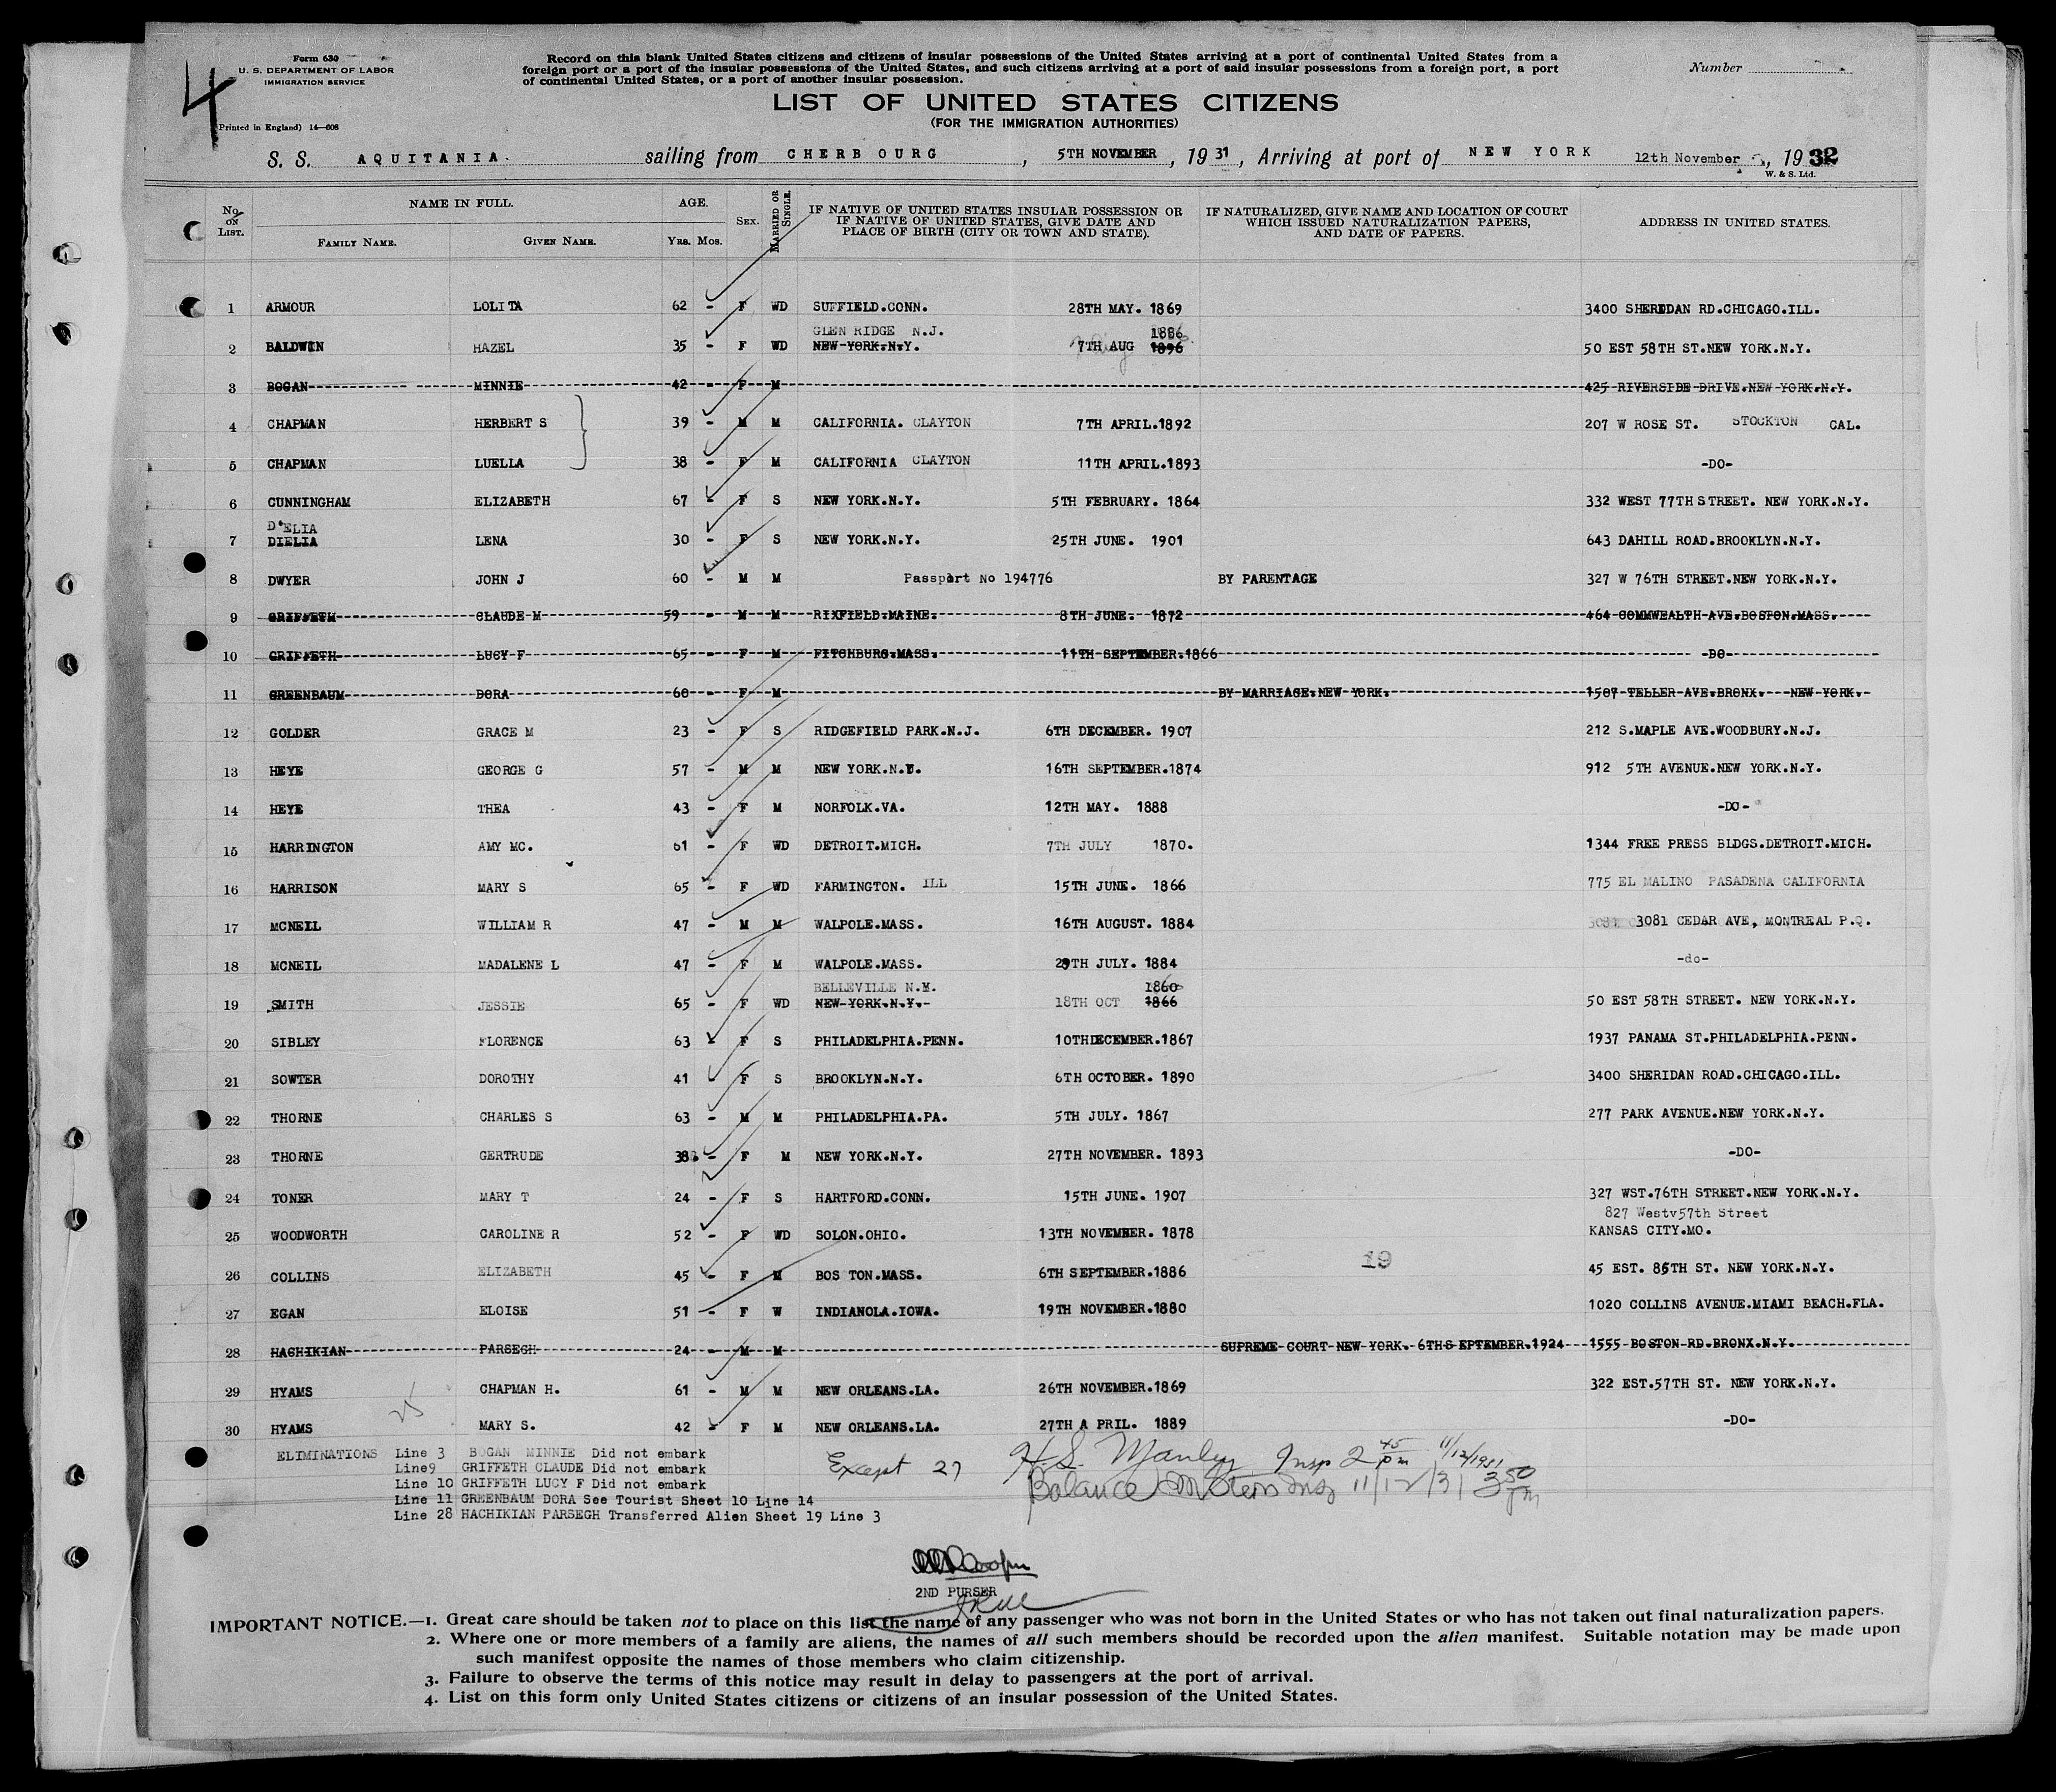 4
Form 630
U. S. DEPARTMENT OF LABOR
IMMIGRATION SERVICE
(Printed in England) 14—608
Record on this blank United States citizens and citizens of insular possessions of the United States arriving at a port of continental United States from a
foreign port or a port of the insular possessions of the United States, and such citizens arriving at a port of said insular possessions from a foreign port, a port
of continental United States, or a port of another insular possession.
Number
LIST OF UNITED STATES CITIZENS
(FOR THE IMMIGRATION AUTHORITIES)
S. S. AQUITANIA. sailing from CHERBOURG, 5TH NOVEMBER, 19 31, Arriving at port of NEW YORK 12th November, 19 32
W. & S. Ltd.
No. ON LIST. NAME IN FULL. AGE. SEX. MARRIED OR SINGLE. IF NATIVE OF UNITED STATES INSULAR POSSESSION OR IF NATIVE OF UNITED STATES, GIVE DATE AND PLACE OF BIRTH (CITY OR TOWN AND STATE). IF NATURALIZED, GIVE NAME AND LOCATION OF COURT WHICH ISSUED NATURALIZATION PAPERS, AND DATE OF PAPERS. ADDRESS IN UNITED STATES.
FAMILY NAME. GIVEN NAME. YRS. MOS.
1 ARMOUR LOLITA 62 - F WD SUFFIELD.CONN. 28TH MAY. 1869 3400 SHERIDAN RD.CHICAGO.ILL.
GLEN RIDGE N.J. 1886
2 BALDWIN HAZEL 35 - F WD NEW YORK.N.Y. 7TH AUG 1896 50 EST 58TH ST.NEW YORK.N.Y.
3 BOGAN MINNIE 42 - F M 425 RIVERSIDE DRIVE.NEW YORK.N.Y.
4 CHAPMAN HERBERT S 39 - M M CALIFORNIA. CLAYTON 7TH APRIL.1892 207 W ROSE ST. STOCKTON CAL.
5 CHAPMAN LUELLA 38 - F M CALIFORNIA CLAYTON 11TH APRIL.1893 -DO-
6 CUNNINGHAM ELIZABETH 67 - F S NEW YORK.N.Y. 5TH FEBRUARY. 1864 332 WEST 77TH STREET. NEW YORK.N.Y.
D'ELIA
7 DIELIA LENA 30 - F S NEW YORK.N.Y. 25TH JUNE. 1901 643 DAHILL ROAD.BROOKLYN.N.Y.
8 DWYER JOHN J 60 - M M Passport No 194776 BY PARENTAGE 327 W 76TH STREET.NEW YORK.N.Y.
9 GRIFFETH CLAUDE M 59 - M M RIXFIELD.MAINE. 8TH JUNE. 1872 464 COMMWEALTH AVE.BOSTON.MASS.
10 GRIFFETH LUCY F 65 - F M FITCHBURG.MASS. 11TH SEPTEMBER.1866 -DO-
11 GREENBAUM DORA 60 - F M BY MARRIAGE.NEW YORK. 1507 TELLER AVE.BRONX. NEW YORK.
12 GOLDER GRACE M 23 - F S RIDGEFIELD PARK.N.J. 6TH DECEMBER. 1907 212 S.MAPLE AVE.WOODBURY.N.J.
13 HEYE GEORGE G 57 - M M NEW YORK.N.Y. 16TH SEPTEMBER.1874 912 5TH AVENUE.NEW YORK.N.Y.
14 HEYE THEA 43 - F M NORFOLK.VA. 12TH MAY. 1888 -DO-
15 HARRINGTON AMY MC. 61 - F WD DETROIT.MICH. 7TH JULY 1870. 1344 FREE PRESS BLDGS.DETROIT.MICH.
16 HARRISON MARY S 65 - F WD FARMINGTON. ILL 15TH JUNE. 1866 775 EL MALINO PASADENA CALIFORNIA
17 MCNEIL WILLIAM R 47 - M M WALPOLE.MASS. 16TH AUGUST. 1884 3081 CEDAR AVE, MONTREAL P.Q.
18 MCNEIL MADALENE L 47 - F M WALPOLE.MASS. 29TH JULY. 1884 -do-
BELLEVILLE N.Y. 1860
19 SMITH JESSIE 65 - F WD NEW YORK.N.Y. 18TH OCT 1866 50 EST 58TH STREET. NEW YORK.N.Y.
20 SIBLEY FLORENCE 63 - F S PHILADELPHIA.PENN. 10THDECEMBER.1867 1937 PANAMA ST.PHILADELPHIA.PENN.
21 SOWTER DOROTHY 41 - F S BROOKLYN.N.Y. 6TH OCTOBER. 1890 3400 SHERIDAN ROAD.CHICAGO.ILL.
22 THORNE CHARLES S 63 - M M PHILADELPHIA.PA. 5TH JULY. 1867 277 PARK AVENUE.NEW YORK.N.Y.
23 THORNE GERTRUDE 38 - F M NEW YORK.N.Y. 27TH NOVEMBER. 1893 -DO-
24 TONER MARY T 24 - F S HARTFORD.CONN. 15TH JUNE. 1907 327 WST.76TH STREET.NEW YORK.N.Y.
827 Westv57th Street
25 WOODWORTH CAROLINE R 52 - F WD SOLON.OHIO. 13TH NOVEMBER. 1878 KANSAS CITY.MO.
19
26 COLLINS ELIZABETH 45 - F M BOS TON.MASS. 6TH SEPTEMBER.1886 45 EST. 85TH ST. NEW YORK.N.Y.
27 EGAN ELOISE 51 - F W INDIANOLA.IOWA. 19TH NOVEMBER.1880 1020 COLLINS AVENUE.MIAMI BEACH.FLA.
28 HACHIKIAN PARSEGH 24 - M M SUPREME COURT NEW YORK. 6TH SEPTEMBER.1924 1555 BOSTON RD.BRONX.N.Y.
29 HYAMS CHAPMAN H. 61 - M M NEW ORLEANS.LA. 26TH NOVEMBER.1869 322 EST.57TH ST. NEW YORK.N.Y.
30 HYAMS MARY S. 42 - F M NEW ORLEANS.LA. 27TH A PRIL. 1889 -DO-
ELIMINATIONS Line 3 BOGAN MINNIE Did not embark
Line9 GRIFFETH CLAUDE Did not embark
Line 10 GRIFFETH LUCY F Did not embark
Line 11 GREENBAUM DORA See Tourist Sheet 10 Line 14
Line 28 HACHIKIAN PARSEGH Transferred Alien Sheet 19 Line 3
Except 27 H.S. Manley Insp 2 45 pm 11/12/1931
Balance 11/12/31 3 50 pm
2ND PURSER
IMPORTANT NOTICE.—1. Great care should be taken not to place on this list the name of any passenger who was not born in the United States or who has not taken out final naturalization papers.
2. Where one or more members of a family are aliens, the names of all such members should be recorded upon the alien manifest. Suitable notation may be made upon
such manifest opposite the names of those members who claim citizenship.
3. Failure to observe the terms of this notice may result in delay to passengers at the port of arrival.
4. List on this form only United States citizens or citizens of an insular possession of the United States.